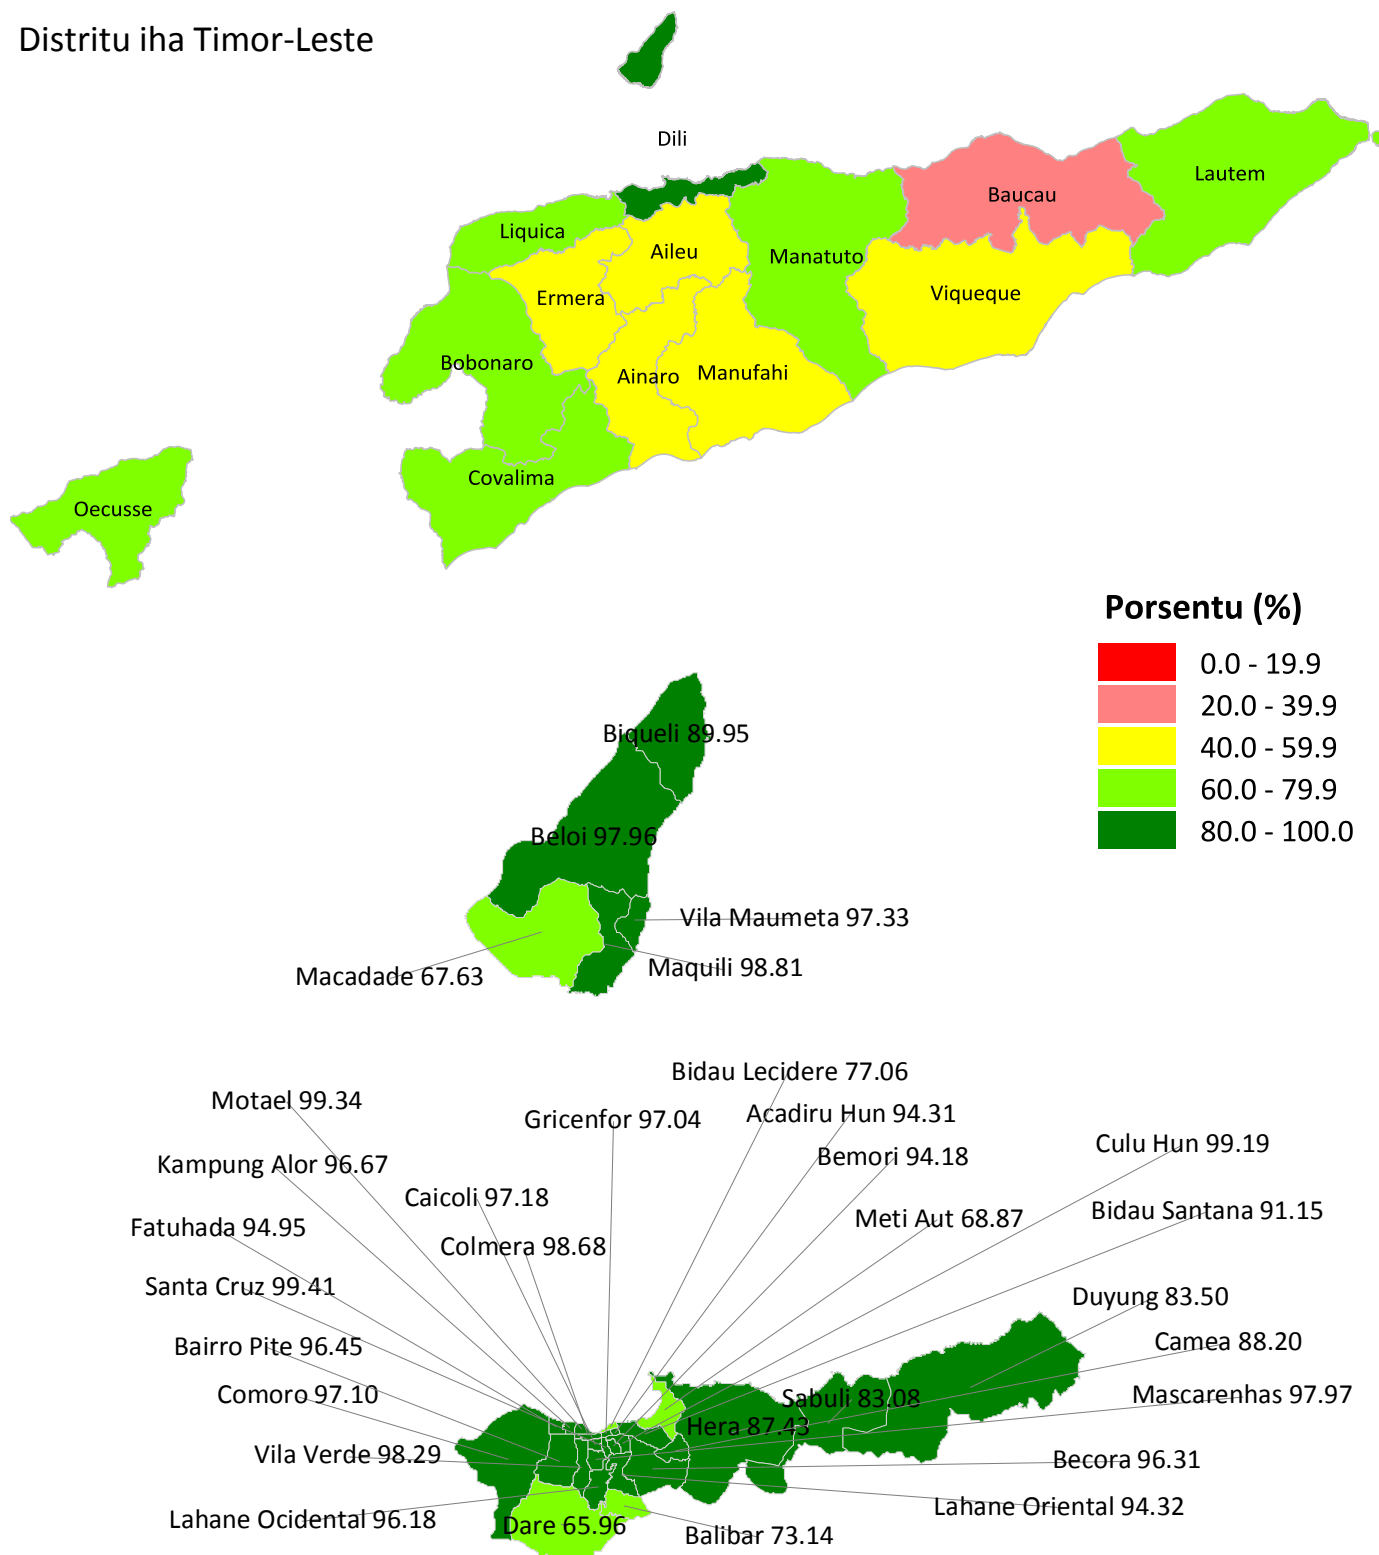 Distritu iha Timor-Leste
Dili
Lautem
Baucau
Liquica
Aileu
Manatuto
Ermera
Viqueque
Bobonaro
Ainaro
Manufahi
Covalima
Oecusse
Porsentu (%)
0.0 - 19.9
20.0 - 39.9
40.0 - 59.9
60.0 - 79.9
80.0 - 100.0
Biqueli 89.95
Beloi 97.96
Vila Maumeta 97.33
Maquili 98.81
Macadade 67.63
Bidau Lecidere 77.06
Motael 99.34
Gricenfor 97.04
Acadiru Hun 94.31
Culu Hun 99.19
Kampung Alor 96.67
Bemori 94.18
Caicoli 97.18
Bidau Santana 91.15
Fatuhada 94.95
Meti Aut 68.87
Colmera 98.68
Santa Cruz 99.41
Duyung 83.50
Bairro Pite 96.45
Camea 88.20
Comoro 97.10
Sabuli 83.08
Mascarenhas 97.97
Hera 87.43
Vila Verde 98.29
Becora 96.31
Lahane Oriental 94.32
Lahane Ocidental 96.18
Dare 65.96
Balibar 73.14